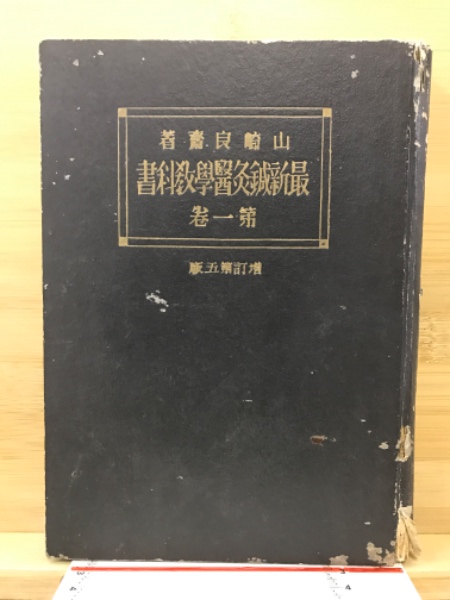 山崎良齋著
最新鍼灸醫學敎科書
第一卷
增訂第五版